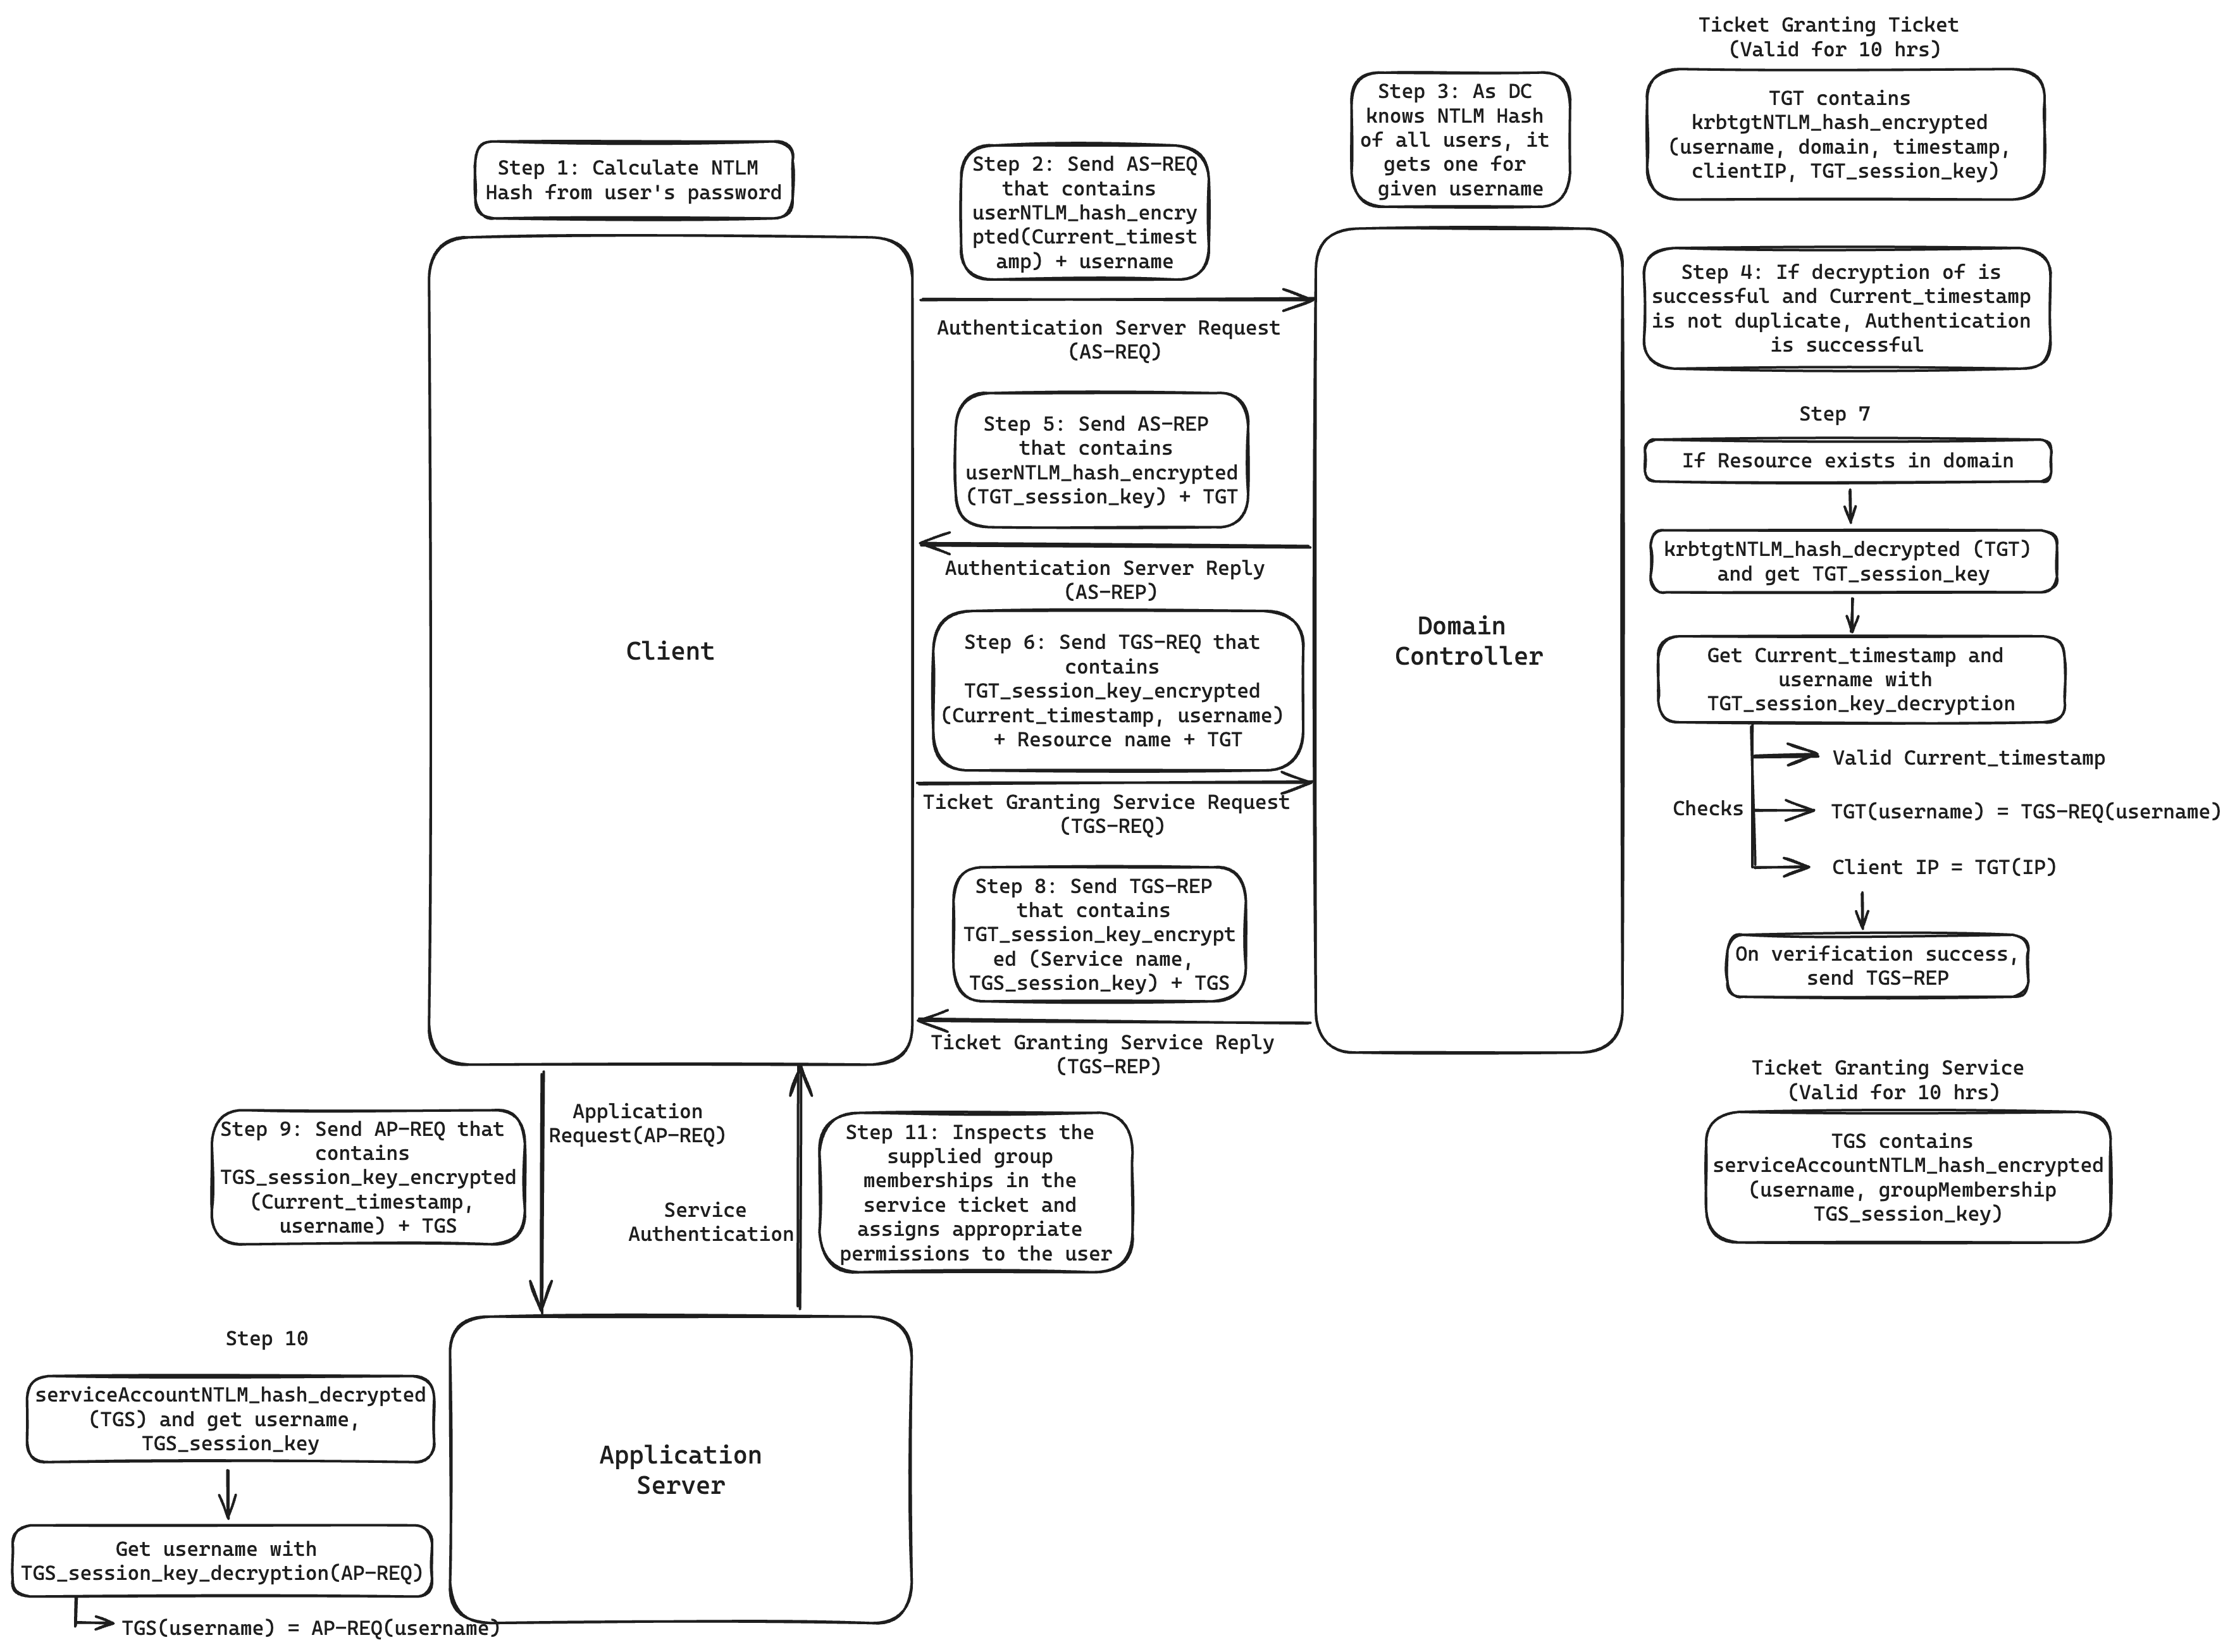 Ticket Granting Ticket
(Valid for 10 hrs)
TGT contains
krbtgtNTLM_hash_encrypted
(username, domain, timestamp,
clientIP, TGT_session_key)
Step 1: Calculate NTLM
Hash from user's password
Step 2: Send AS-REQ
that contains
userNTLM_hash_encry
pted(Current_timest
amp) + username
Step 3: As DC
knows NTLM Hash
of all users, it
gets one for
given username
Step 4: If decryption of is
successful and Current_timestamp
is not duplicate, Authentication
is successful
Authentication Server Request
(AS-REQ)
Step 5: Send AS-REP
that contains
userNTLM_hash_encrypted
(TGT_session_key) + TGT
Authentication Server Reply
(AS-REP)
Client
Domain
Controller
Step 6: Send TGS-REQ that
contains
TGT_session_key_encrypted
(Current_timestamp, username)
+ Resource name + TGT
Ticket Granting Service Request
(TGS-REQ)
Step 7
If Resource exists in domain
krbtgtNTLM_hash_decrypted (TGT)
and get TGT_session_key
Get Current_timestamp and
username with
TGT_session_key_decryption
Valid Current_timestamp
Checks
TGT(username) = TGS-REQ(username)
Client IP = TGT(IP)
On verification success,
send TGS-REP
Step 8: Send TGS-REP
that contains
TGT_session_key_encrypt
ed (Service name,
TGS_session_key) + TGS
Ticket Granting Service Reply
(TGS-REP)
Ticket Granting Service
(Valid for 10 hrs)
TGS contains
serviceAccountNTLM_hash_encrypted
(username, groupMembership
TGS_session_key)
Step 9: Send AP-REQ that
contains
TGS_session_key_encrypted
(Current_timestamp,
username) + TGS
Application
Request(AP-REQ)
Service
Authentication
Step 11: Inspects the
supplied group
memberships in the
service ticket and
assigns appropriate
permissions to the user
Step 10
serviceAccountNTLM_hash_decrypted
(TGS) and get username,
TGS_session_key
Get username with
TGS_session_key_decryption(AP-REQ)
TGS(username) = AP-REQ(username)
Application
Server